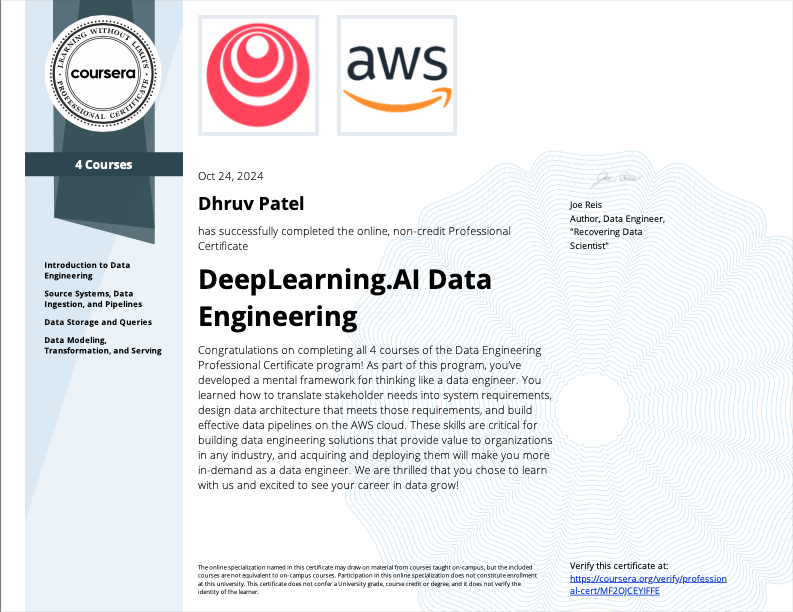 LEARNING WITHOUT LIMITS
coursera
PROFESSIONAL CERTIFICATE
aws
4 Courses
Introduction to Data
Engineering
Source Systems, Data
Ingestion, and Pipelines
Data Storage and Queries
Data Modeling,
Transformation, and Serving
Oct 24, 2024
Dhruv Patel
has successfully completed the online, non-credit Professional
Certificate
DeepLearning.AI Data
Engineering
Congratulations on completing all 4 courses of the Data Engineering
Professional Certificate program! As part of this program, you’ve
developed a mental framework for thinking like a data engineer. You
learned how to translate stakeholder needs into system requirements,
design data architecture that meets those requirements, and build
effective data pipelines on the AWS cloud. These skills are critical for
building data engineering solutions that provide value to organizations
in any industry, and acquiring and deploying them will make you more
in-demand as a data engineer. We are thrilled that you chose to learn
with us and excited to see your career in data grow!
Joe Reis
Author, Data Engineer,
"Recovering Data
Scientist"
The online specialization named in this certificate may draw on material from courses taught on-campus, but the included
courses are not equivalent to on-campus courses. Participation in this online specialization does not constitute enrollment
at this university. This certificate does not confer a University grade, course credit or degree, and it does not verify the
identity of the learner.
Verify this certificate at:
https://coursera.org/verify/profession
al-cert/MF2OJCEYIFFE